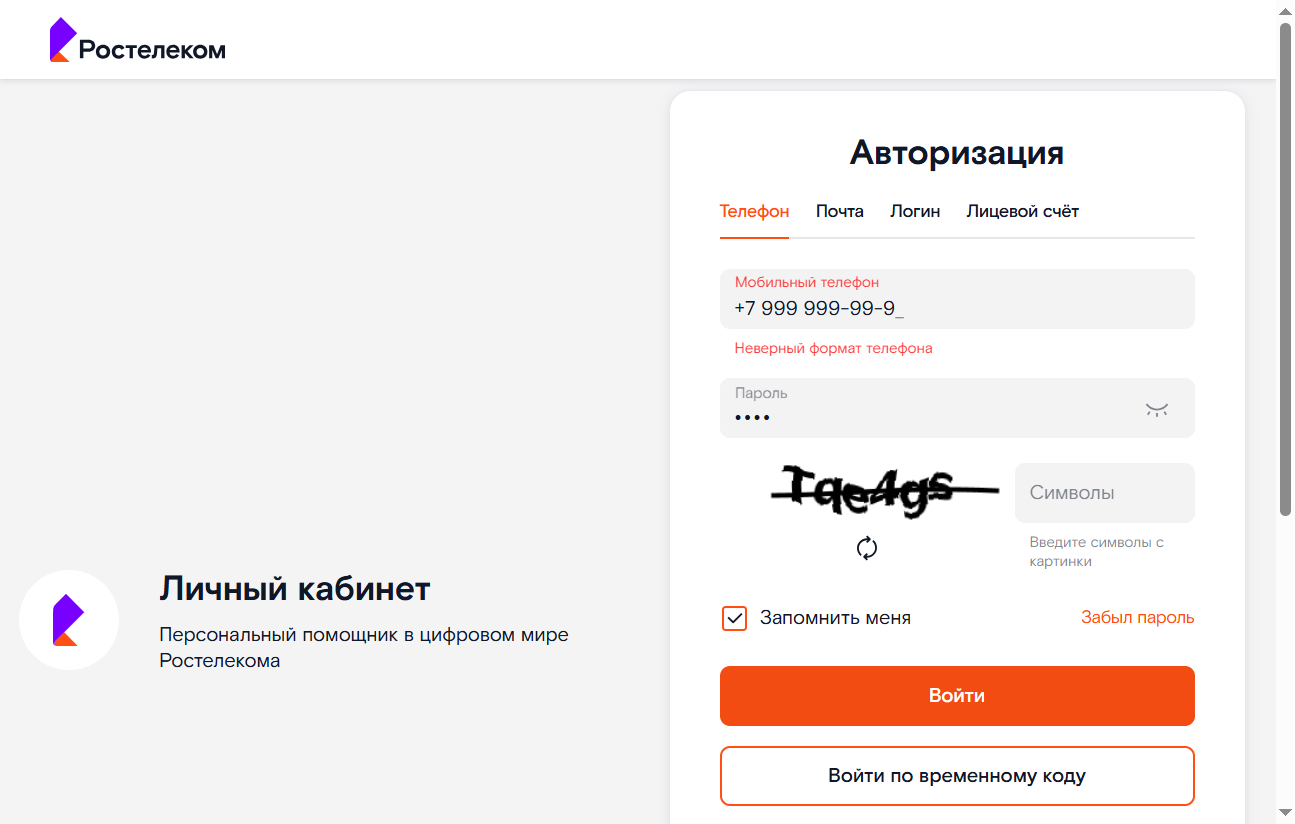 Ростелеком
Авторизация
Телефон Почта Логин Лицевой счёт
Мобильный телефон
+7 999 999-99-9_
Неверный формат телефона
Пароль
••••
Символы
Введите символы с
картинки
Запомнить меня
Забыл пароль
Войти
Войти по временному коду
Личный кабинет
Персональный помощник в цифровом мире
Ростелекома